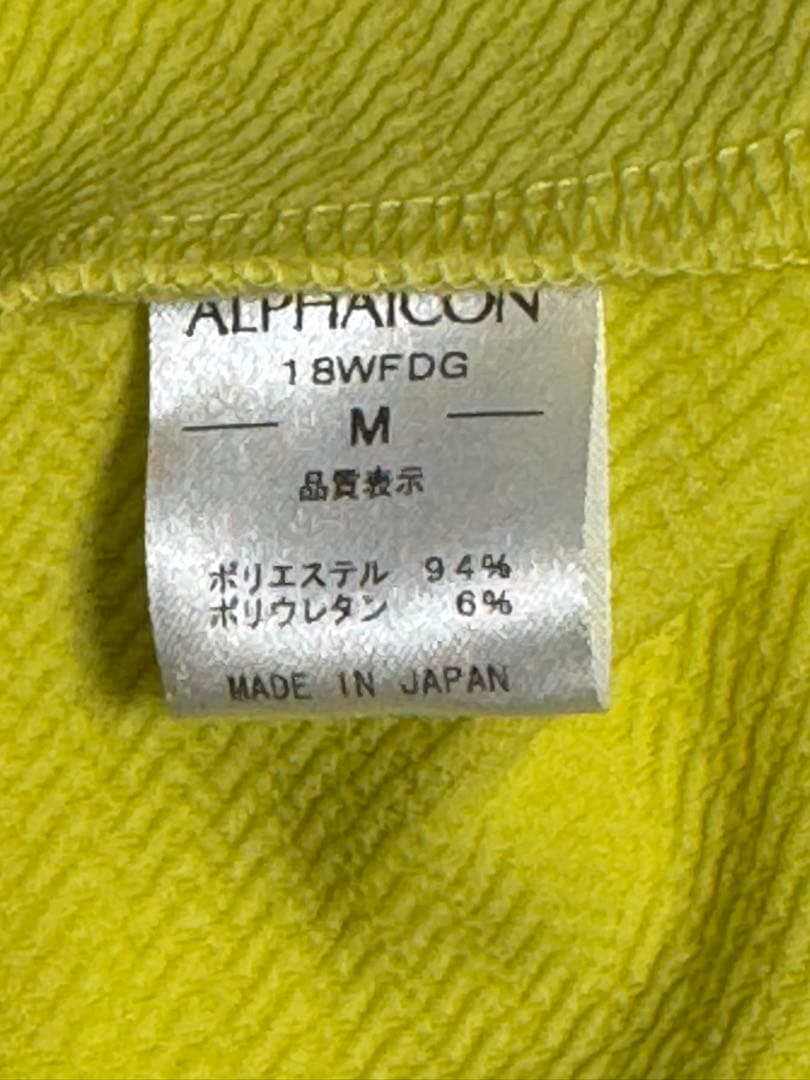 ALPHAICON
18WFDG
M
品質表示
ポリエステル 94%
ポリウレタン 6%
MADE IN JAPAN